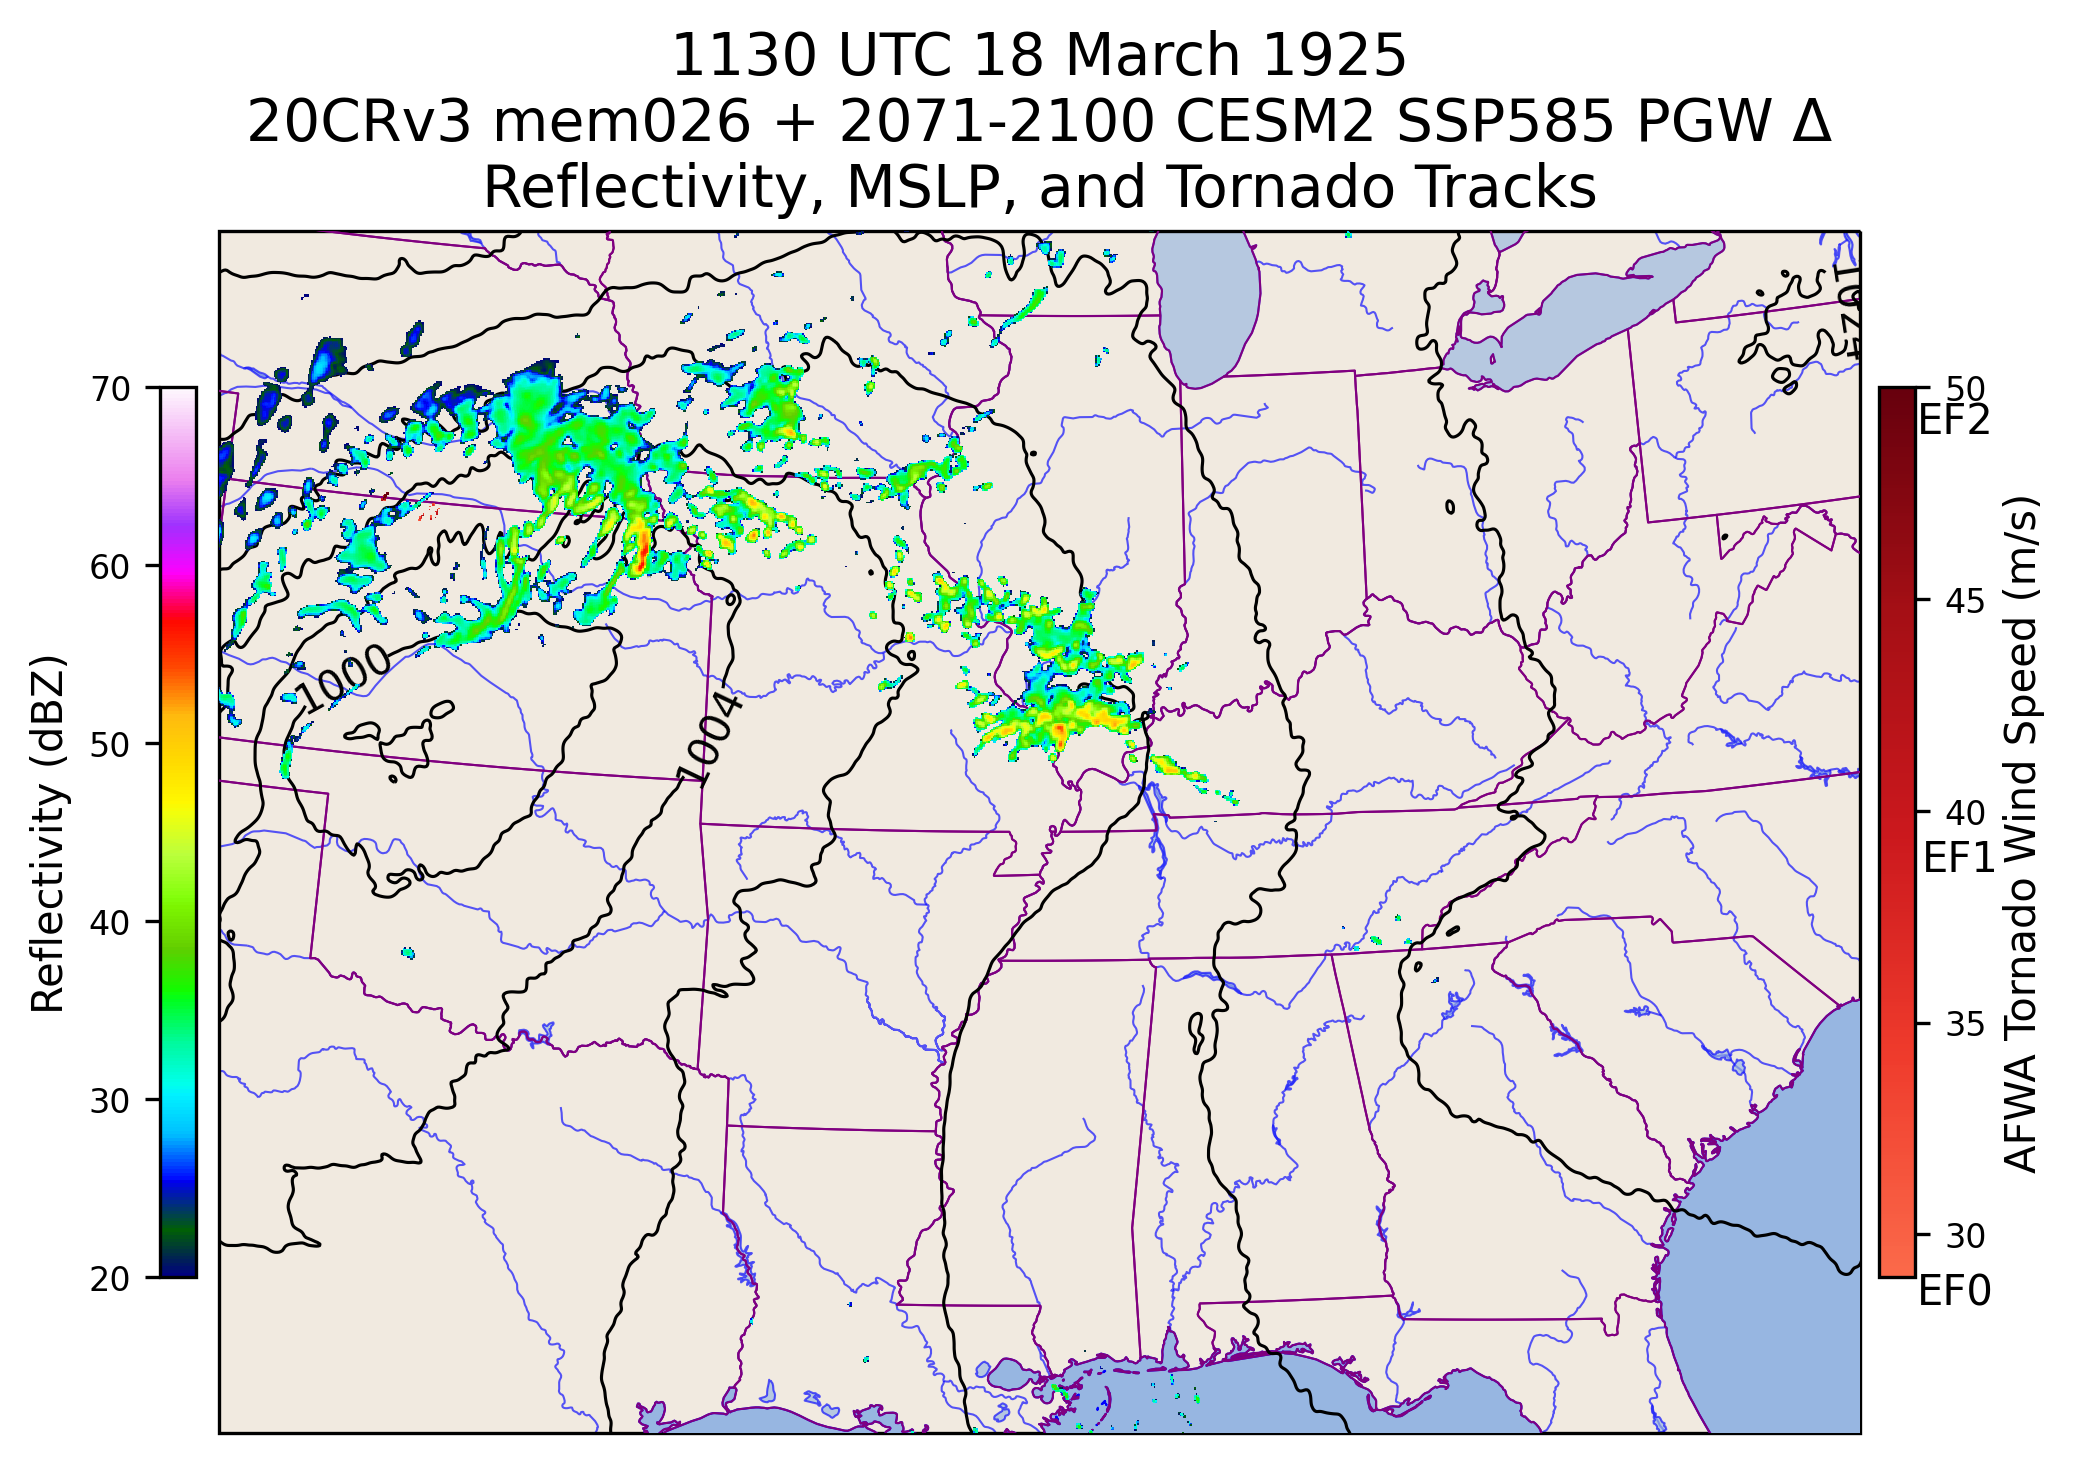 1130 UTC 18 March 1925
20CRv3 mem026 + 2071-2100 CESM2 SSP585 PGW Δ
Reflectivity, MSLP, and Tornado Tracks
Reflectivity (dBZ)
70
60
50
40
30
20
1000
1004
50
EF2
45
40
EF1
35
30
EF0
AFWA Tornado Wind Speed (m/s)